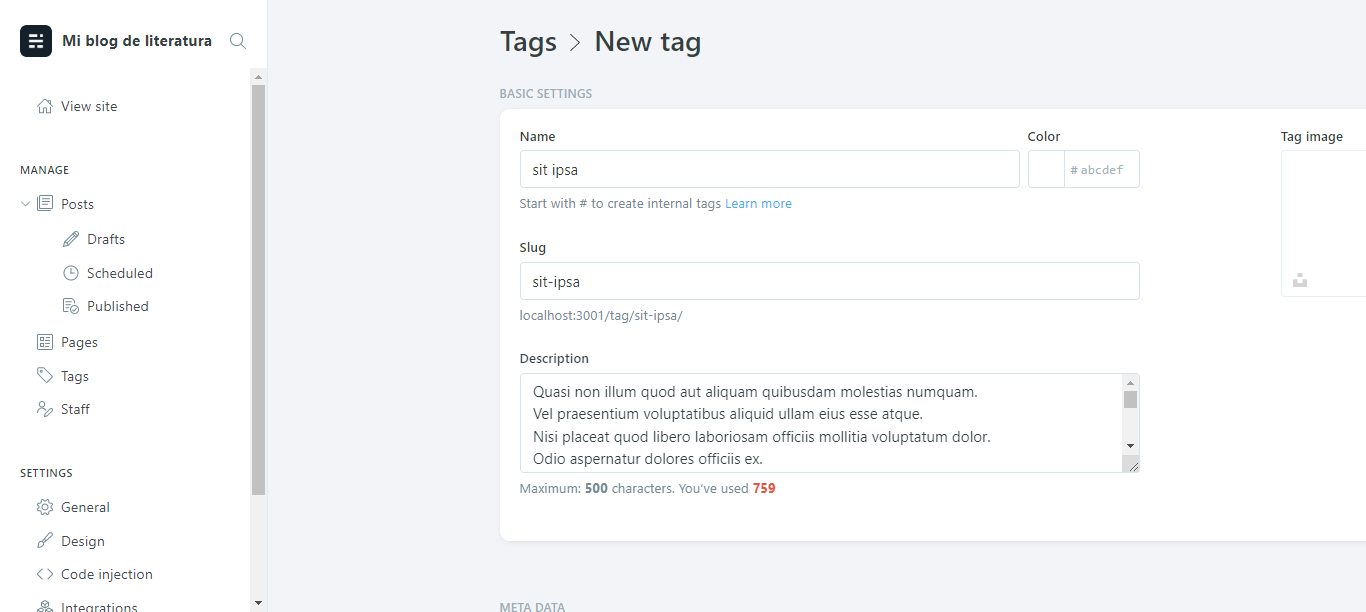 Mi blog de literatura
View site
MANAGE
Posts
Drafts
Scheduled
Published
Pages
Tags
Staff
SETTINGS
General
Design
Code injection
Integrations
Tags > New tag
BASIC SETTINGS
Name
sit ipsa
Start with # to create internal tags Learn more
Color
# abcdef
Slug
sit-ipsa
localhost:3001/tag/sit-ipsa/
Description
Quasi non illum quod aut aliquam quibusdam molestias numquam.
Vel praesentium voluptatibus aliquid ullam eius esse atque.
Nisi placeat quod libero laboriosam officiis mollitia voluptatum dolor.
Odio aspernatur dolores officiis ex.
Maximum: 500 characters. You've used 759
Tag image
META DATA